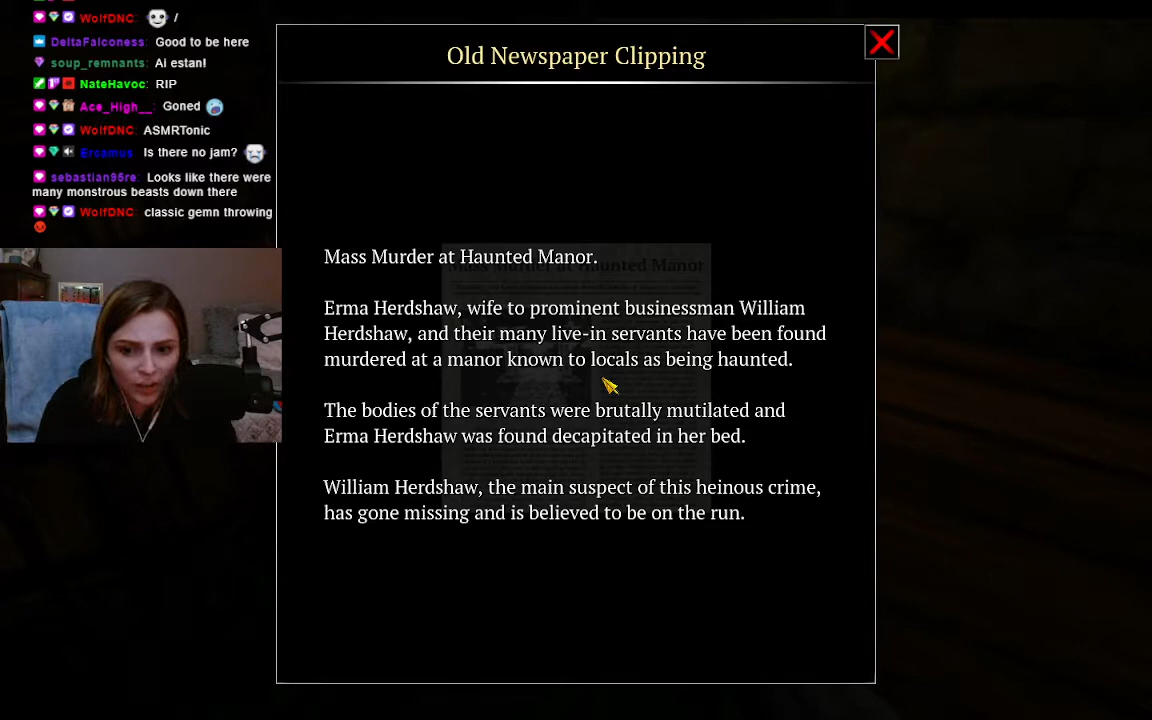 WolfDNC: /
DeltaFalconess: Good to be here
soup_remnants: Ai estan!
NateHavoc: RIP
Ace_High__: Goned
WolfDNC: ASMRTonic
Ercamus: Is there no jam?
sebastian95re: Looks like there were
many monstrous beasts down there
WolfDNC: classic gemn throwing
Old Newspaper Clipping
Mass Murder at Haunted Manor
Mass Murder at Haunted Manor.
Erma Herdshaw, wife to prominent businessman William
Herdshaw, and their many live-in servants have been found
murdered at a manor known to locals as being haunted.
The bodies of the servants were brutally mutilated and
Erma Herdshaw was found decapitated in her bed.
William Herdshaw, the main suspect of this heinous crime,
has gone missing and is believed to be on the run.